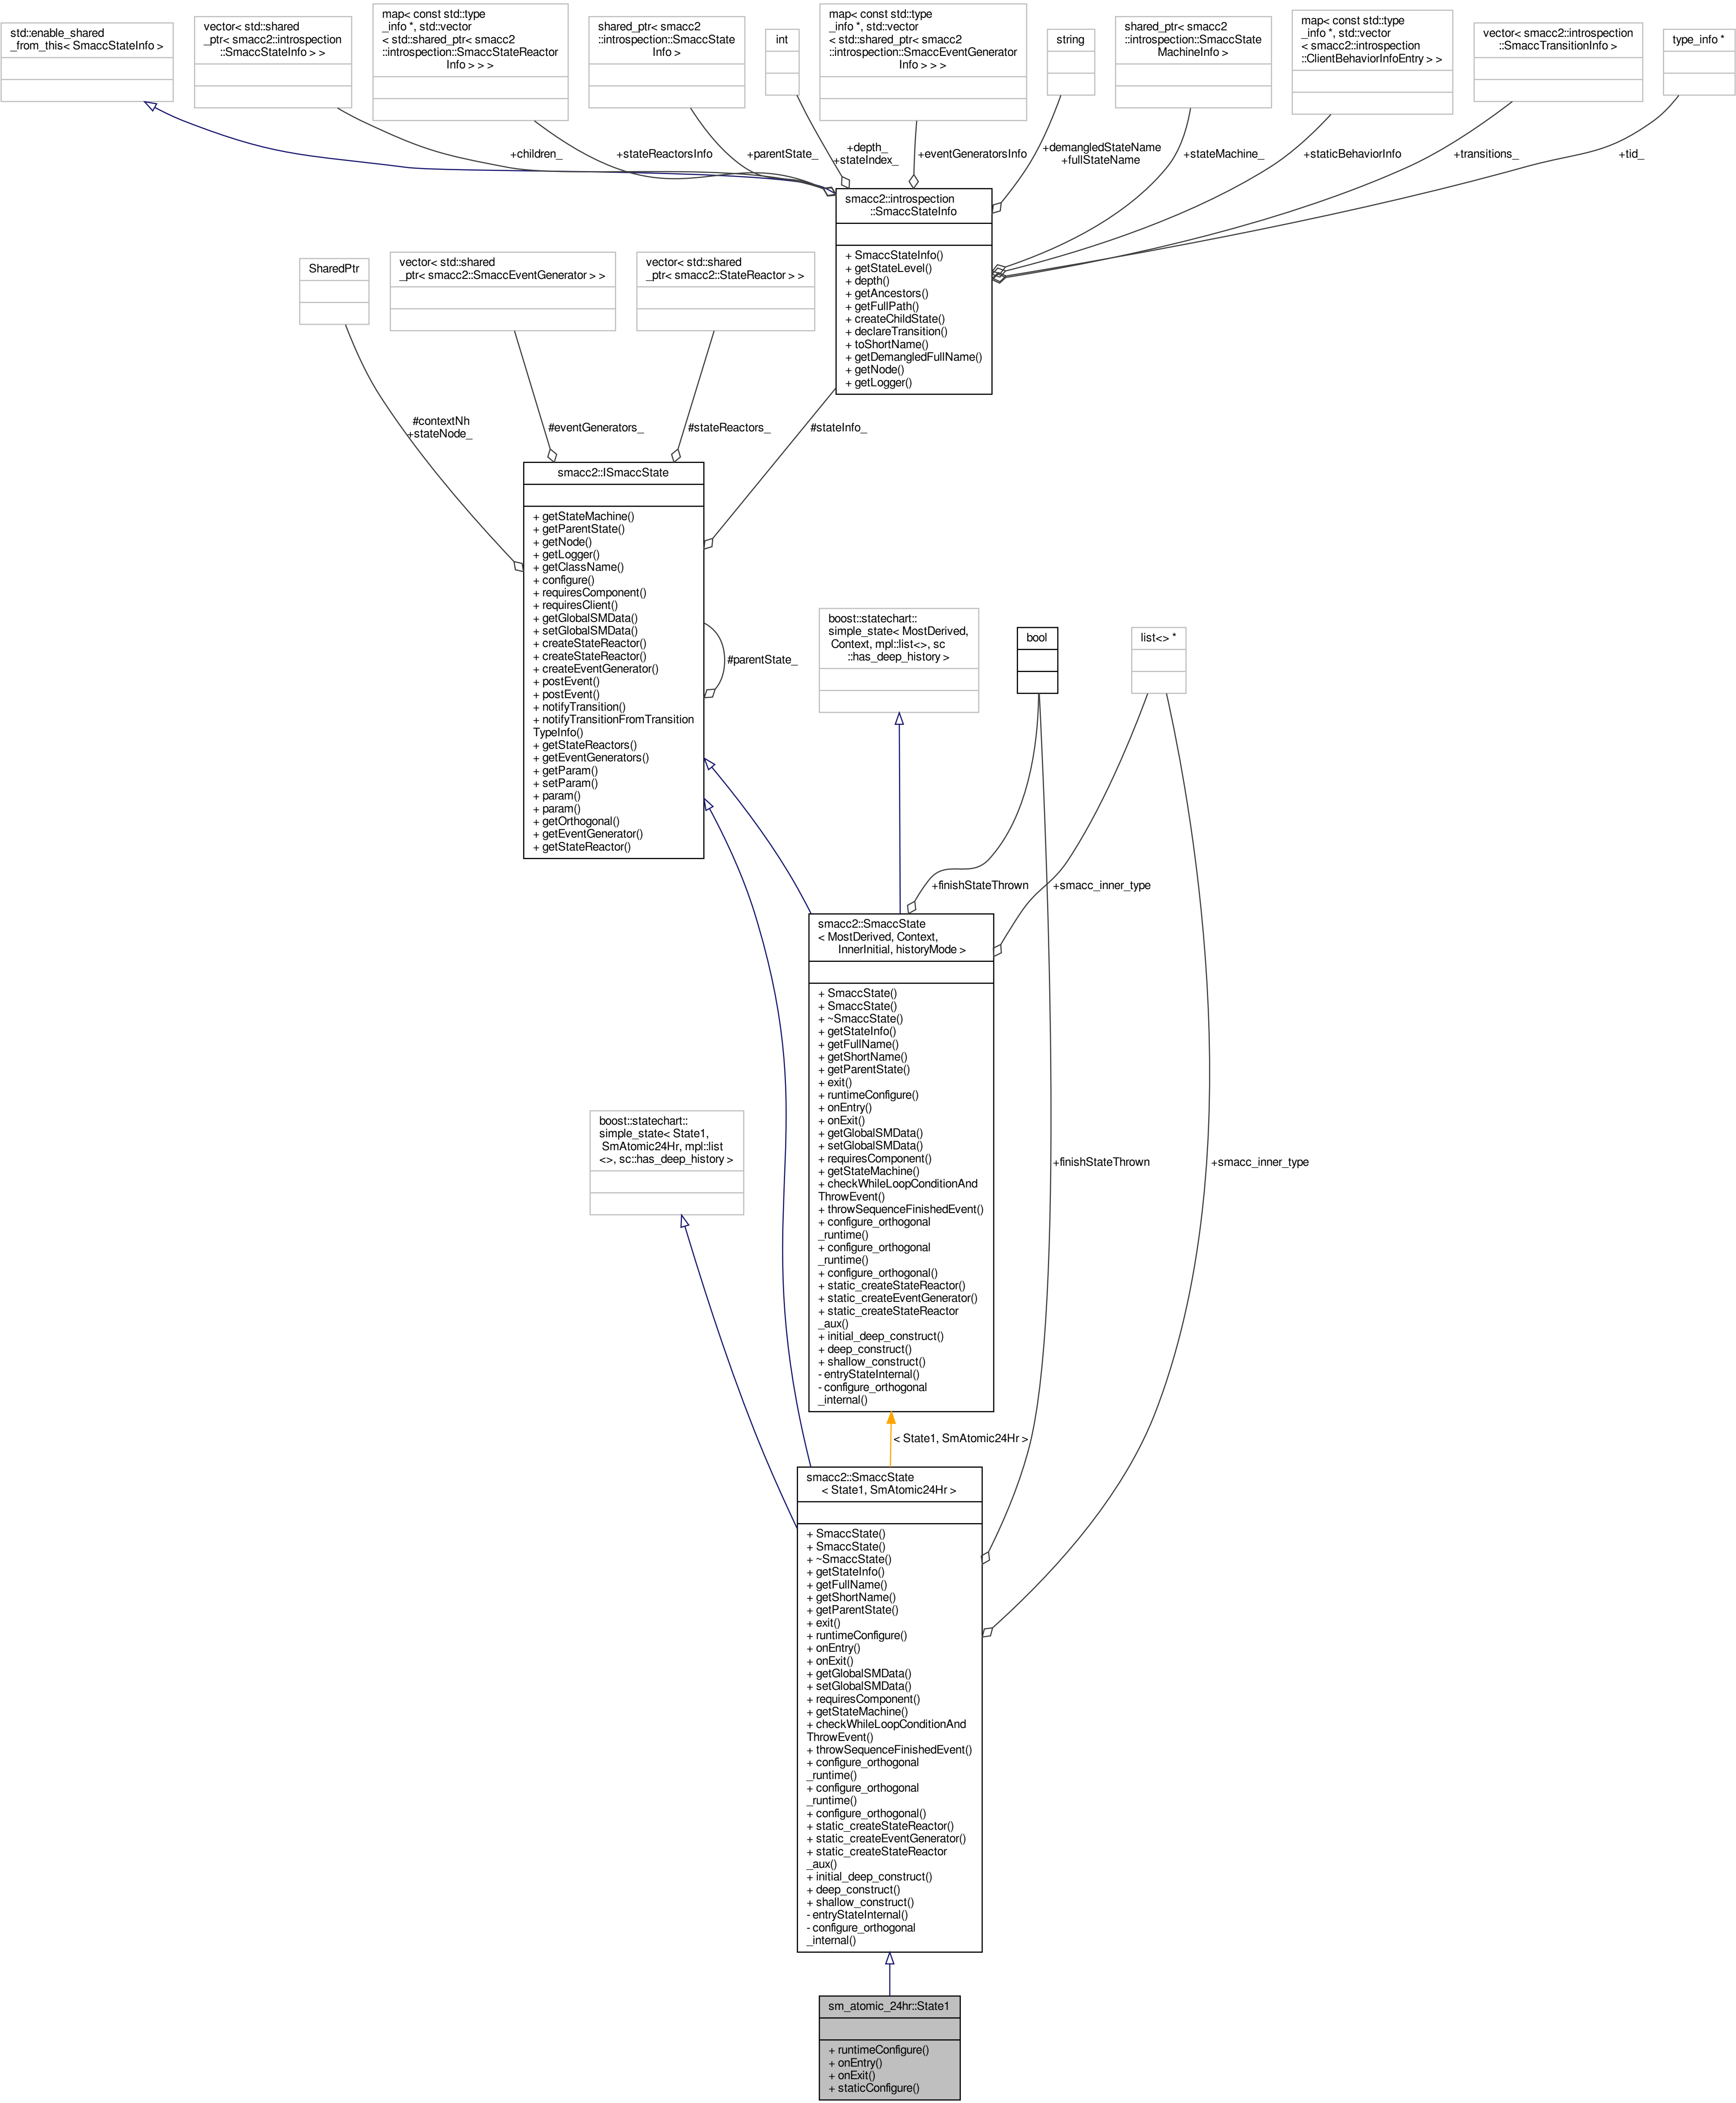 std::enable_shared
_from_this< SmaccStateInfo >
vector< std::shared
_ptr< smacc2::introspection
::SmaccStateInfo > >
map< const std::type
_info *, std::vector
< std::shared_ptr< smacc2
::introspection::SmaccStateReactor
Info > > >
shared_ptr< smacc2
::introspection::SmaccState
Info >
int
map< const std::type
_info *, std::vector
< std::shared_ptr< smacc2
::introspection::SmaccEventGenerator
Info > > >
string
shared_ptr< smacc2
::introspection::SmaccState
MachineInfo >
map< const std::type
_info *, std::vector
< smacc2::introspection
::ClientBehaviorInfoEntry > >
vector< smacc2::introspection
::SmaccTransitionInfo >
type_info *
+children_
+stateReactorsInfo
+parentState_
+depth_
+stateIndex_
+eventGeneratorsInfo
+demangledStateName
+fullStateName
+stateMachine_
+staticBehaviorInfo
+transitions_
+tid_
smacc2::introspection
::SmaccStateInfo
+ SmaccStateInfo()
+ getStateLevel()
+ depth()
+ getAncestors()
+ getFullPath()
+ createChildState()
+ declareTransition()
+ toShortName()
+ getDemangledFullName()
+ getNode()
+ getLogger()
SharedPtr
vector< std::shared
_ptr< smacc2::SmaccEventGenerator > >
vector< std::shared
_ptr< smacc2::StateReactor > >
#contextNh
+stateNode_
#eventGenerators_
#stateReactors_
#stateInfo_
smacc2::ISmaccState
+ getStateMachine()
+ getParentState()
+ getNode()
+ getLogger()
+ getClassName()
+ configure()
+ requiresComponent()
+ requiresClient()
+ getGlobalSMData()
+ setGlobalSMData()
+ createStateReactor()
+ createStateReactor()
+ createEventGenerator()
+ postEvent()
+ postEvent()
+ notifyTransition()
+ notifyTransitionFromTransition
TypeInfo()
+ getStateReactors()
+ getEventGenerators()
+ getParam()
+ setParam()
+ param()
+ param()
+ getOrthogonal()
+ getEventGenerator()
+ getStateReactor()
#parentState_
boost::statechart::
simple_state< MostDerived,
Context, mpl::list<>, sc
::has_deep_history >
bool
list<> *
+finishStateThrown
+smacc_inner_type
smacc2::SmaccState
< MostDerived, Context,
InnerInitial, historyMode >
+ SmaccState()
+ SmaccState()
+ ~SmaccState()
+ getStateInfo()
+ getFullName()
+ getShortName()
+ getParentState()
+ exit()
+ runtimeConfigure()
+ onEntry()
+ onExit()
+ getGlobalSMData()
+ setGlobalSMData()
+ requiresComponent()
+ getStateMachine()
+ checkWhileLoopConditionAnd
ThrowEvent()
+ throwSequenceFinishedEvent()
+ configure_orthogonal
_runtime()
+ configure_orthogonal
_runtime()
+ configure_orthogonal()
+ static_createStateReactor()
+ static_createEventGenerator()
+ static_createStateReactor
_aux()
+ initial_deep_construct()
+ deep_construct()
+ shallow_construct()
- entryStateInternal()
- configure_orthogonal
_internal()
boost::statechart::
simple_state< State1,
SmAtomic24Hr, mpl::list
<>, sc::has_deep_history >
+finishStateThrown
+smacc_inner_type
< State1, SmAtomic24Hr >
smacc2::SmaccState
< State1, SmAtomic24Hr >
+ SmaccState()
+ SmaccState()
+ ~SmaccState()
+ getStateInfo()
+ getFullName()
+ getShortName()
+ getParentState()
+ exit()
+ runtimeConfigure()
+ onEntry()
+ onExit()
+ getGlobalSMData()
+ setGlobalSMData()
+ requiresComponent()
+ getStateMachine()
+ checkWhileLoopConditionAnd
ThrowEvent()
+ throwSequenceFinishedEvent()
+ configure_orthogonal
_runtime()
+ configure_orthogonal
_runtime()
+ configure_orthogonal()
+ static_createStateReactor()
+ static_createEventGenerator()
+ static_createStateReactor
_aux()
+ initial_deep_construct()
+ deep_construct()
+ shallow_construct()
- entryStateInternal()
- configure_orthogonal
_internal()
sm_atomic_24hr::State1
+ runtimeConfigure()
+ onEntry()
+ onExit()
+ staticConfigure()